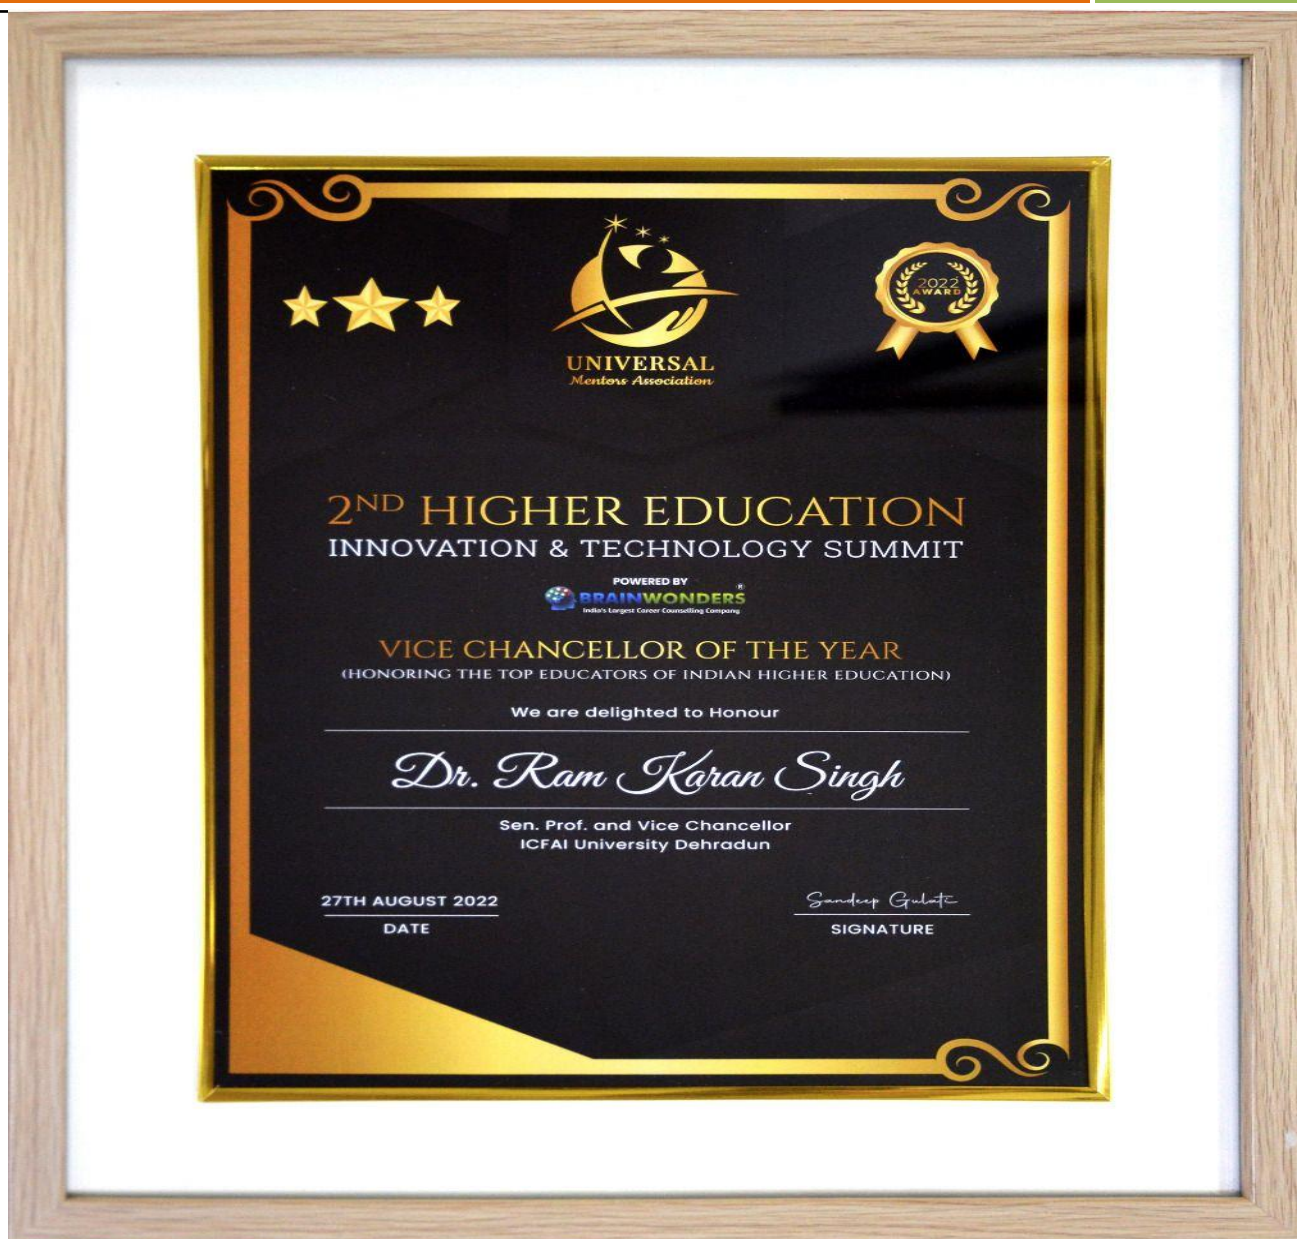 2022
AWARD
UNIVERSAL
Mentors Association
2ND HIGHER EDUCATION
INNOVATION & TECHNOLOGY SUMMIT
POWERED BY
BRAINWONDERS®
India's Largest Career Counselling Company
VICE CHANCELLOR OF THE YEAR
(HONORING THE TOP EDUCATORS OF INDIAN HIGHER EDUCATION)
We are delighted to Honour
Dr. Ram Karan Singh
Sen. Prof. and Vice Chancellor
ICFAI University Dehradun
27TH AUGUST 2022
DATE
Sandeep Gulati
SIGNATURE